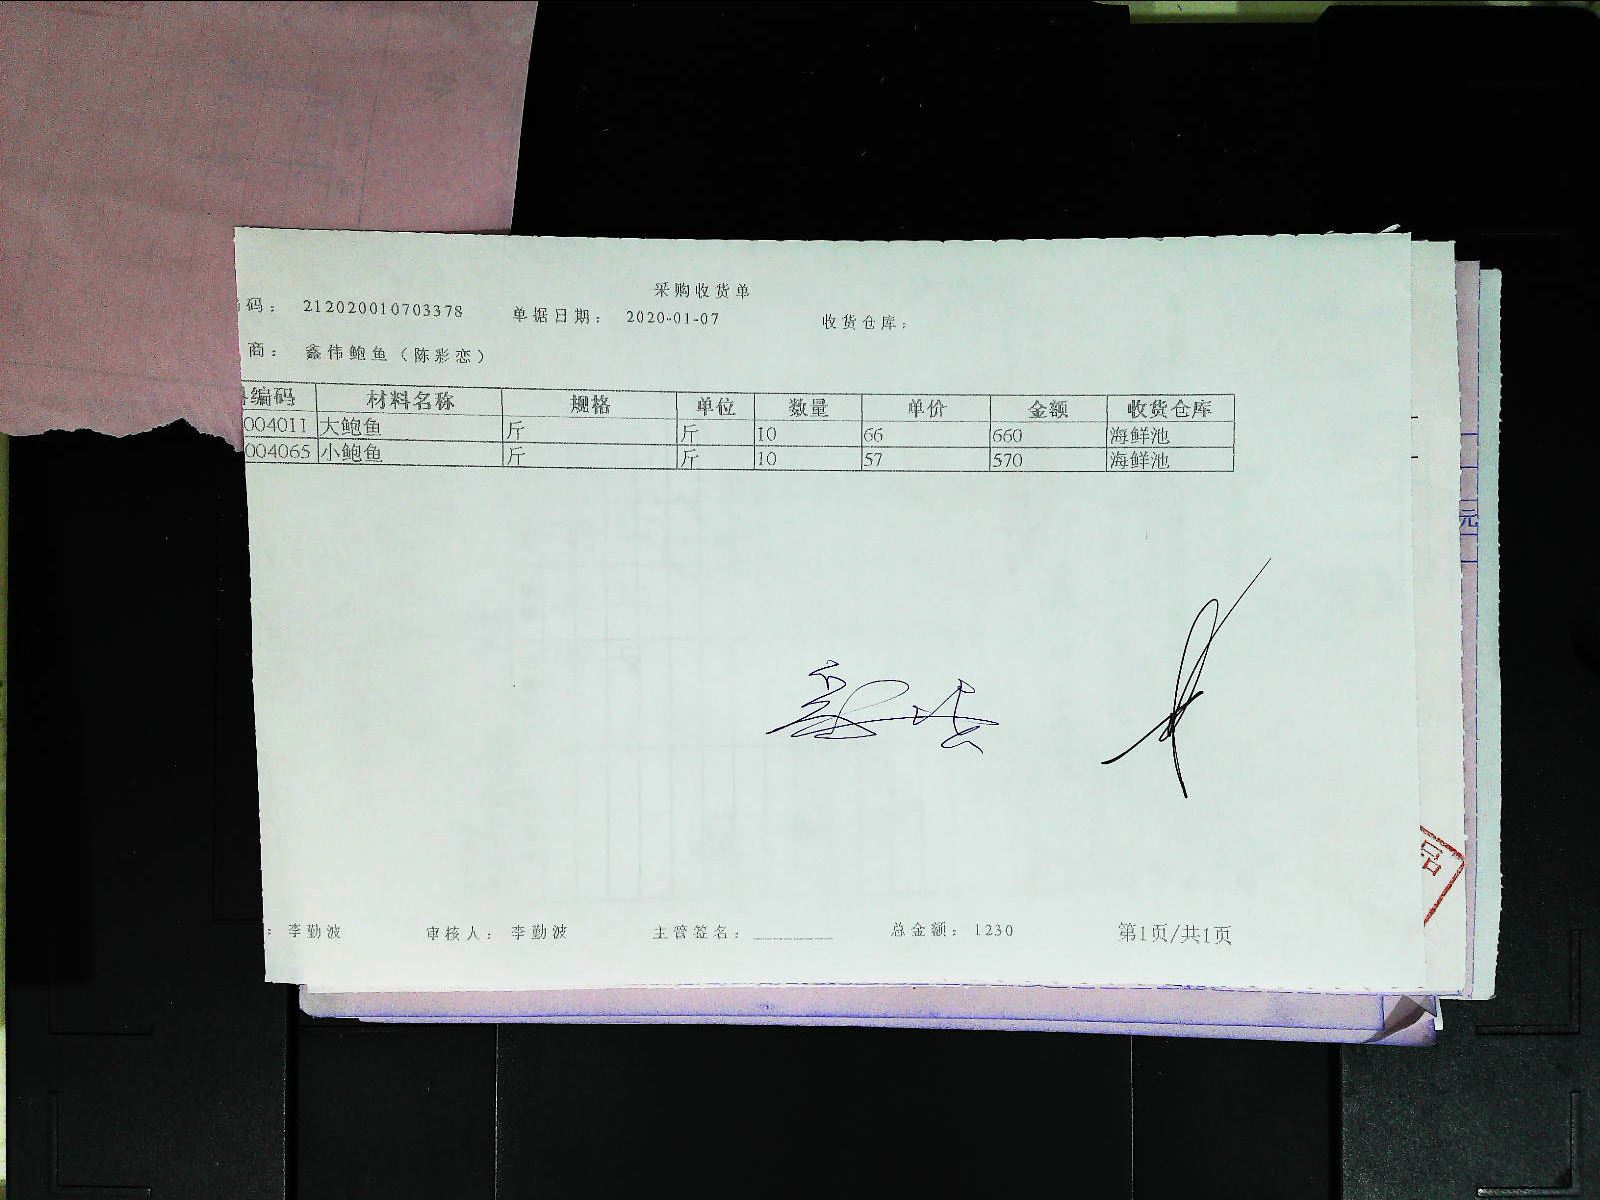 采购收货单
码： 212020010703378 单据日期： 2020-01-07 收货仓库：
商： 鑫伟鲍鱼（陈彩恋）
编码 材料名称 规格 单位 数量 单价 金额 收货仓库
004011 大鲍鱼 斤 斤 10 66 660 海鲜池
004065 小鲍鱼 斤 斤 10 57 570 海鲜池
元
: 李勤波 审核人： 李勤波 主管签名：________ 总金额： 1230 第1页/共1页